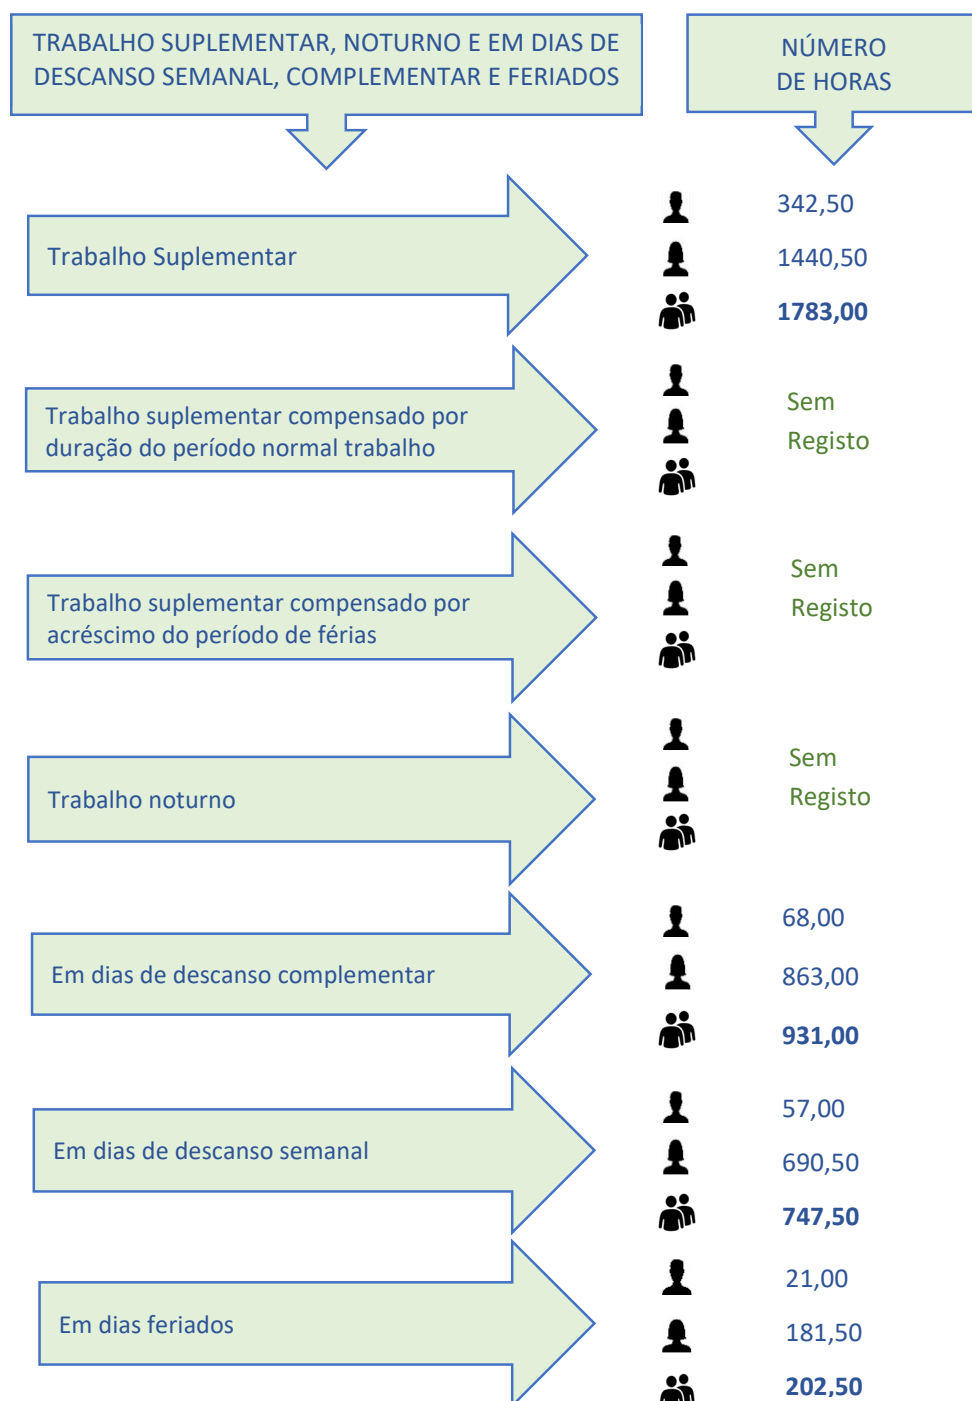 TRABALHO SUPLEMENTAR, NOTURNO E EM DIAS DE
DESCANSO SEMANAL, COMPLEMENTAR E FERIADOS
NÚMERO
DE HORAS
Trabalho Suplementar
342,50
1440,50
1783,00
Trabalho suplementar compensado por
duração do período normal trabalho
Sem
Registo
Trabalho suplementar compensado por
acréscimo do período de férias
Sem
Registo
Trabalho noturno
Sem
Registo
Em dias de descanso complementar
68,00
863,00
931,00
Em dias de descanso semanal
57,00
690,50
747,50
Em dias feriados
21,00
181,50
202,50